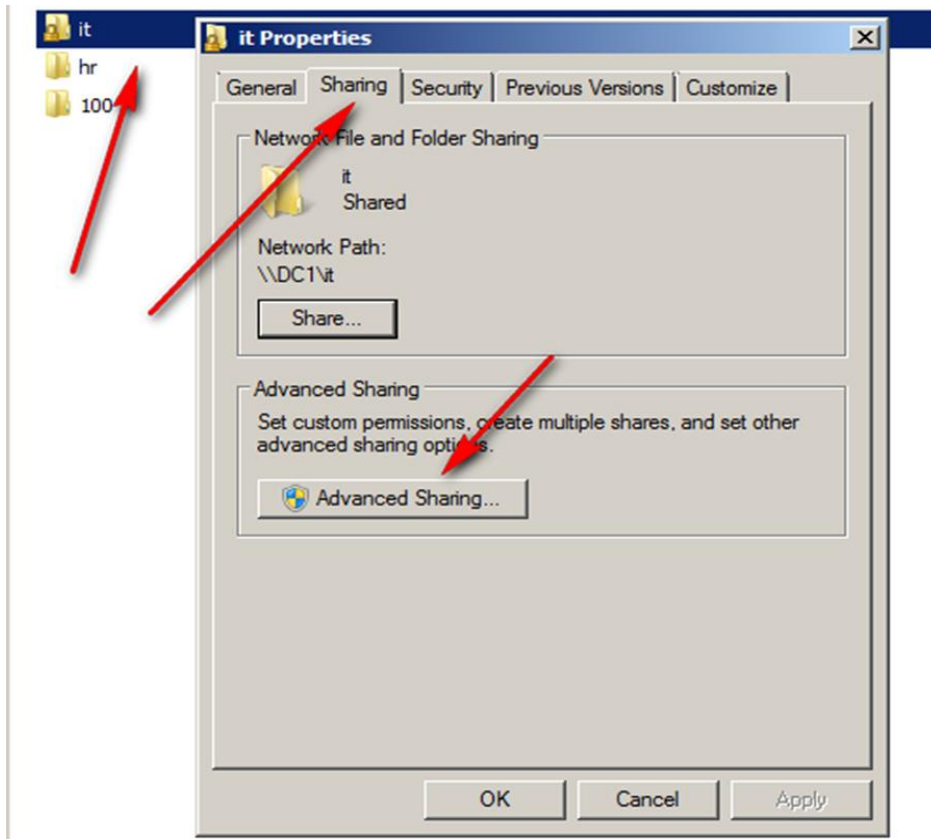 it
hr
100
it Properties
General Sharing Security Previous Versions Customize
Network File and Folder Sharing
it
Shared
Network Path:
\\DC1\it
Share...
Advanced Sharing
Set custom permissions, create multiple shares, and set other
advanced sharing options.
Advanced Sharing...
OK Cancel Apply